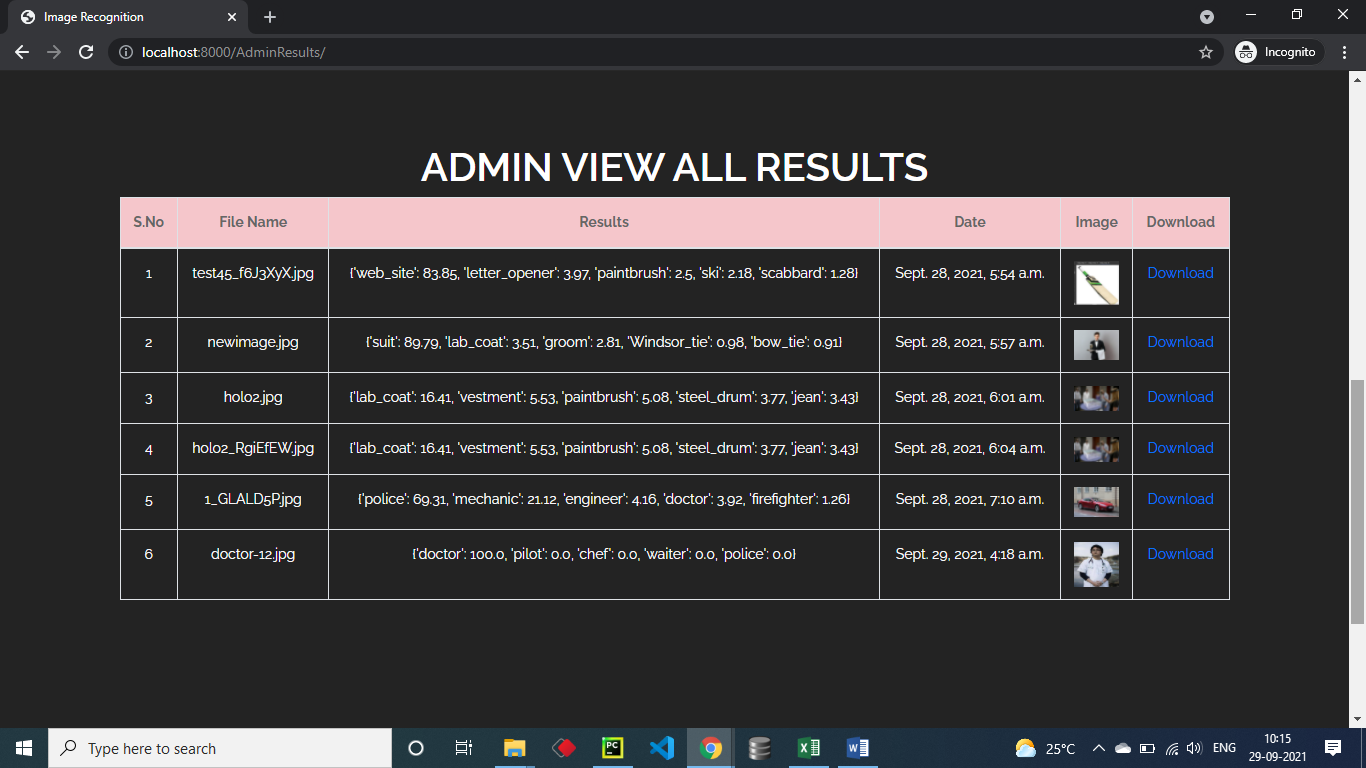 Image Recognition
localhost:8000/AdminResults/
Incognito
ADMIN VIEW ALL RESULTS
S.No File Name Results Date Image Download
1 test45_f6J3XyX.jpg {'web_site': 83.85, 'letter_opener': 3.97, 'paintbrush': 2.5, 'ski': 2.18, 'scabbard': 1.28} Sept. 28, 2021, 5:54 a.m. Download
2 newimage.jpg {'suit': 89.79, 'lab_coat': 3.51, 'groom': 2.81, 'Windsor_tie': 0.98, 'bow_tie': 0.91} Sept. 28, 2021, 5:57 a.m. Download
3 holo2.jpg {'lab_coat': 16.41, 'vestment': 5.53, 'paintbrush': 5.08, 'steel_drum': 3.77, 'jean': 3.43} Sept. 28, 2021, 6:01 a.m. Download
4 holo2_RgiEfEW.jpg {'lab_coat': 16.41, 'vestment': 5.53, 'paintbrush': 5.08, 'steel_drum': 3.77, 'jean': 3.43} Sept. 28, 2021, 6:04 a.m. Download
5 1_GLALD5P.jpg {'police': 69.31, 'mechanic': 21.12, 'engineer': 4.16, 'doctor': 3.92, 'firefighter': 1.26} Sept. 28, 2021, 7:10 a.m. Download
6 doctor-12.jpg {'doctor': 100.0, 'pilot': 0.0, 'chef': 0.0, 'waiter': 0.0, 'police': 0.0} Sept. 29, 2021, 4:18 a.m. Download
Type here to search
PC
25°C
ENG
10:15
29-09-2021